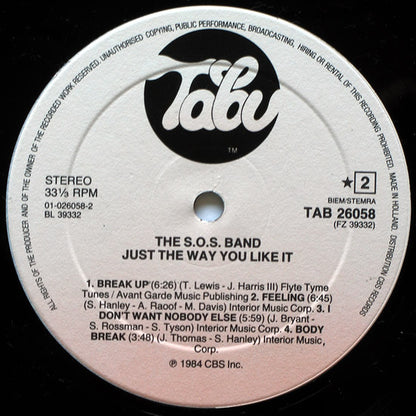 ALL RIGHTS OF THE PRODUCER AND OF THE OWNER OF THE RECORDED WORK RESERVED. UNAUTHORISED COPYING, PUBLIC PERFORMANCE, BROADCASTING, HIRING OR RENTAL OF THIS RECORDING PROHIBITED. MADE IN HOLLAND. DISTRIBUTION CBS RECORDS
Tabu
TM
STEREO
33⅓ RPM
01-026058-2
BL 39332
★ 2
BIEM/STEMRA
TAB 26058
(FZ 39332)
THE S.O.S. BAND
JUST THE WAY YOU LIKE IT
1. BREAK UP (6:26) (T. Lewis - J. Harris III) Flyte Tyme
Tunes / Avant Garde Music Publishing 2. FEELING (6:45)
(S. Hanley - A. Raoof - M. Davis) Interior Music Corp. 3. I
DON'T WANT NOBODY ELSE (5:59) (J. Bryant -
S. Rossman - S. Tyson) Interior Music Corp. 4. BODY
BREAK (3:48) (J. Thomas - S. Hanley) Interior Music,
Corp.
℗ 1984 CBS Inc.